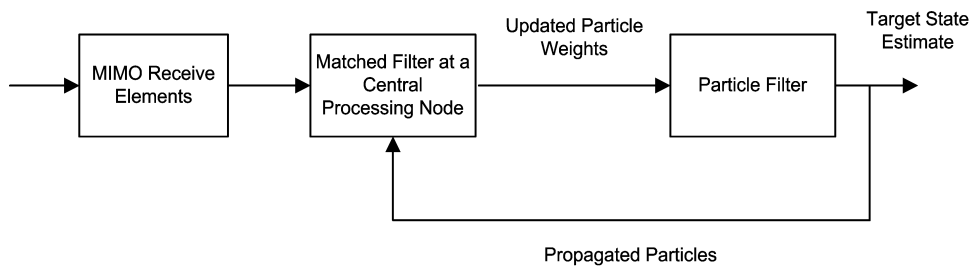 MIMO Receive
Elements
Matched Filter at a
Central
Processing Node
Updated Particle
Weights
Particle Filter
Target State
Estimate
Propagated Particles